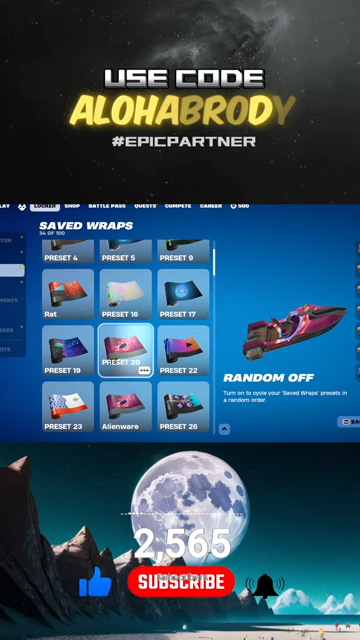 USE CODE
ALOHABRODY
#EPICPARTNER
LAY LOCKER SHOP BATTLE PASS QUESTS COMPETE CAREER 500
SAVED WRAPS
34 OF 100
PRESET 4 PRESET 5 PRESET 9
Rat PRESET 16 PRESET 17
PRESET 19 PRESET 20 PRESET 22
RANDOM OFF
Turn on to cycle your 'Saved Wraps' presets in
a random order.
PRESET 23 Alienware PRESET 26
BA
2,565
SUBSCRIBE